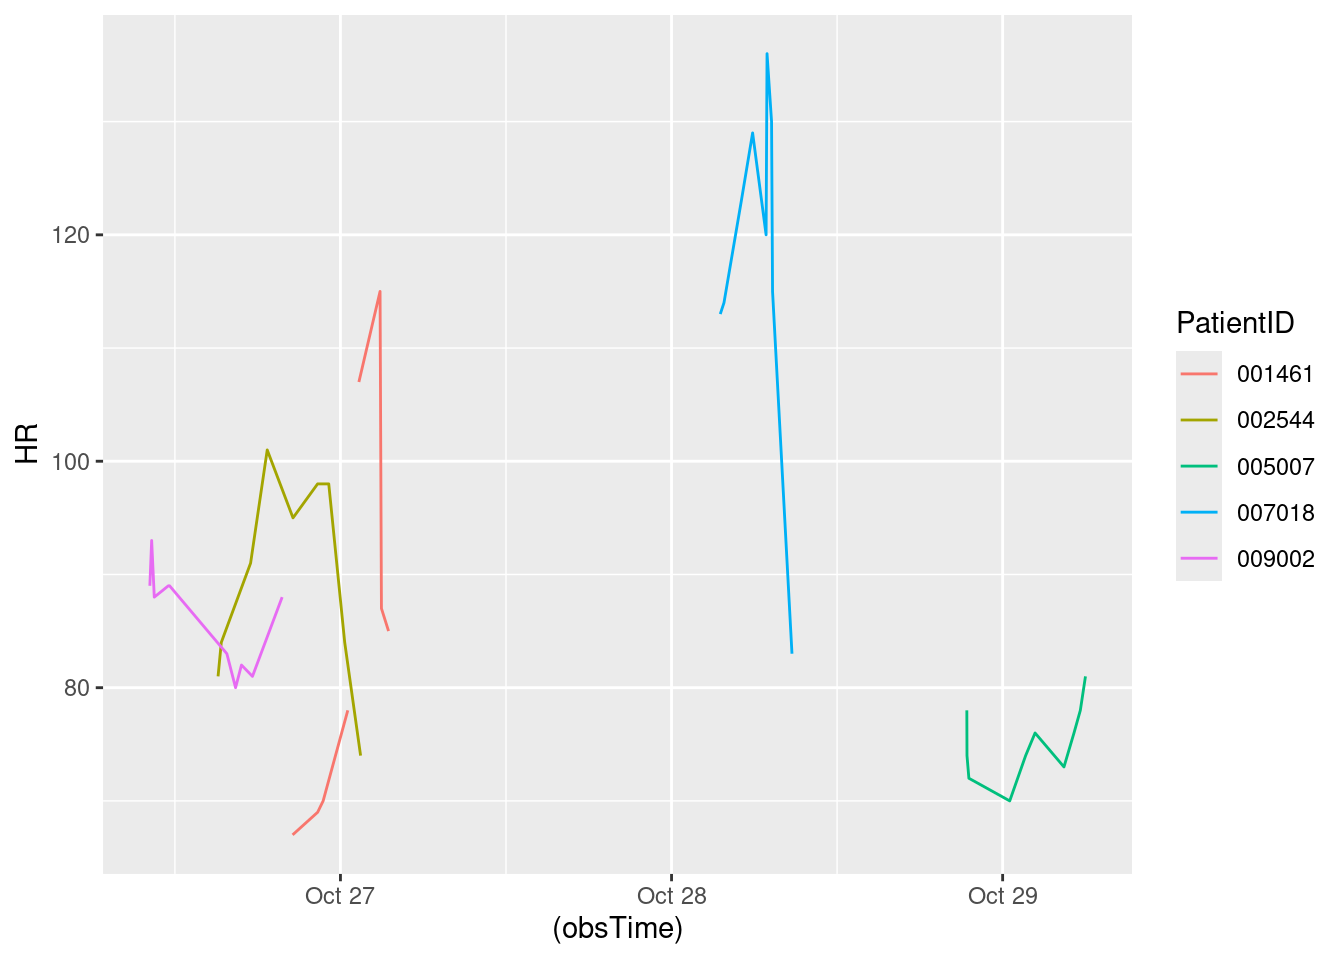 HR
120
100
80
Oct 27
Oct 28
Oct 29
(obsTime)
PatientID
001461
002544
005007
007018
009002